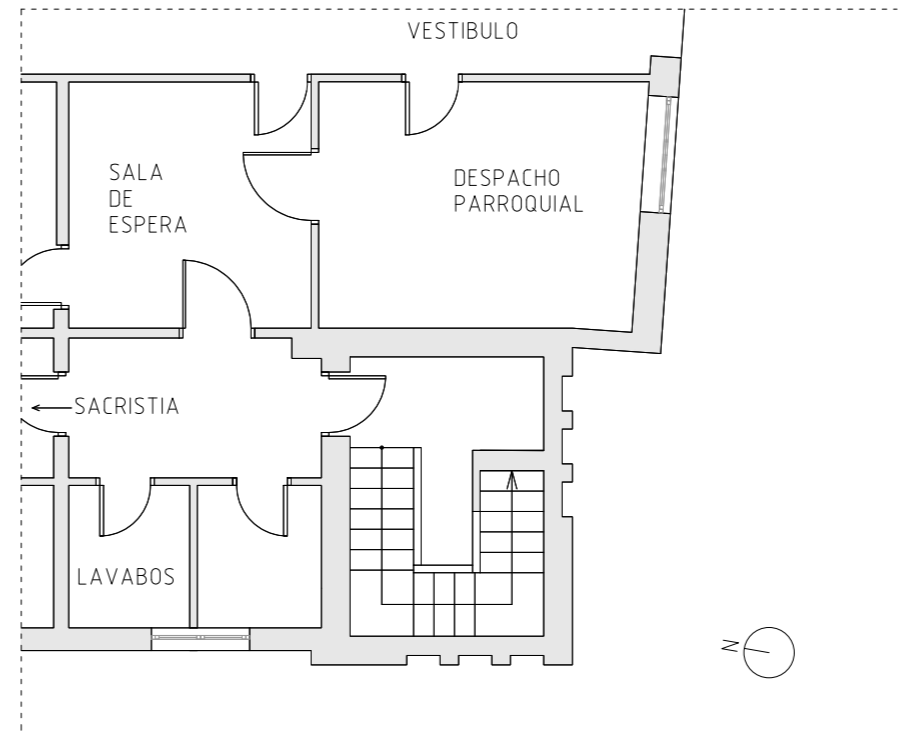 VESTIBULO
SALA
DE
ESPERA
DESPACHO
PARROQUIAL
SACRISTIA
LAVABOS
N